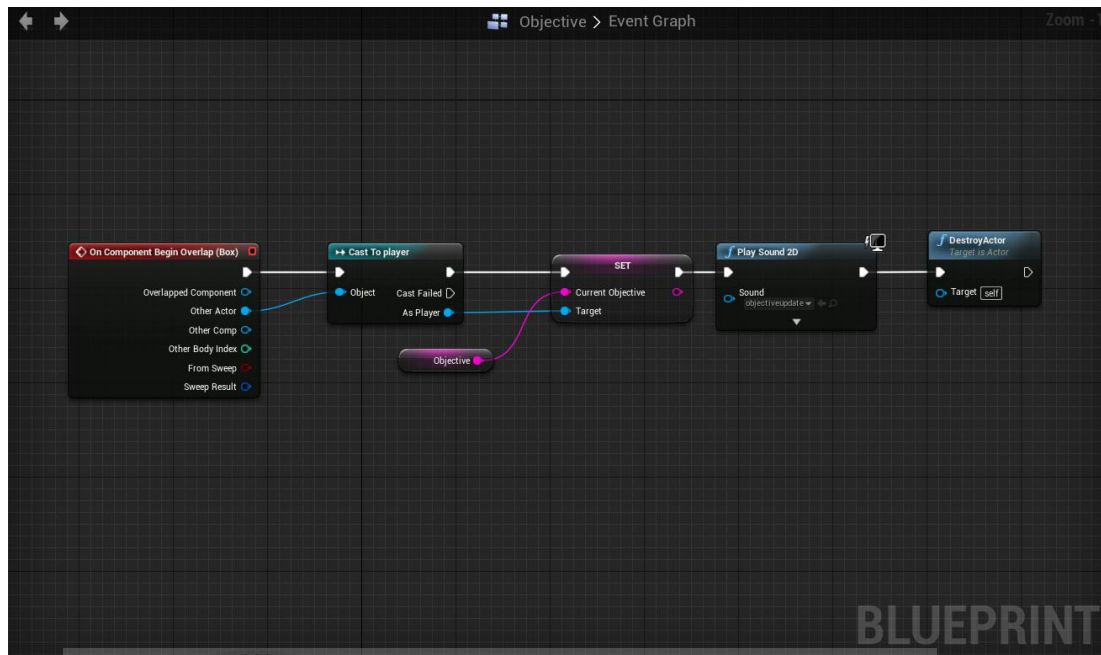 Objective > Event Graph
Zoom -1
On Component Begin Overlap (Box)
Overlapped Component
Other Actor
Other Comp
Other Body Index
From Sweep
Sweep Result
Cast To player
Object
Cast Failed
As Player
Objective
SET
Current Objective
Target
f Play Sound 2D
Sound
objectiveupdate
f DestroyActor
Target is Actor
Target self
BLUEPRINT